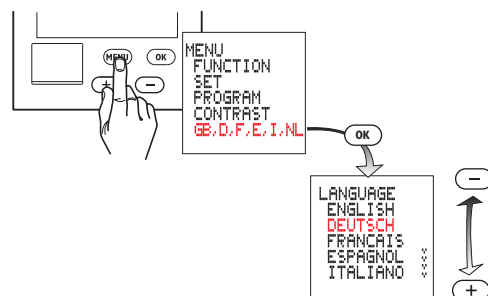 MENU
OK
+
−
MENU
FUNCTION
SET
PROGRAM
CONTRAST
GB,D,F,E,I,NL
OK
LANGUAGE
ENGLISH
DEUTSCH
FRANCAIS
ESPAGNOL
ITALIANO
−
+